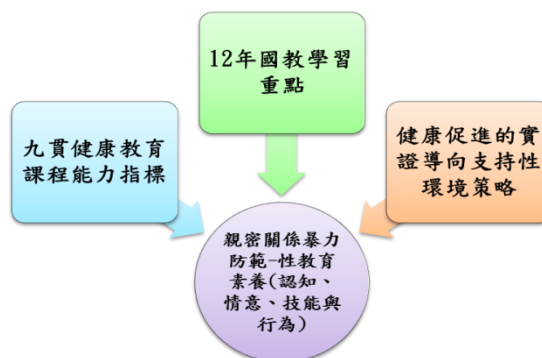 12年國教學習
重點
九貫健康教育
課程能力指標
健康促進的實
證導向支持性
環境策略
親密關係暴力
防範-性教育
素養(認知、
情意、技能與
行為)